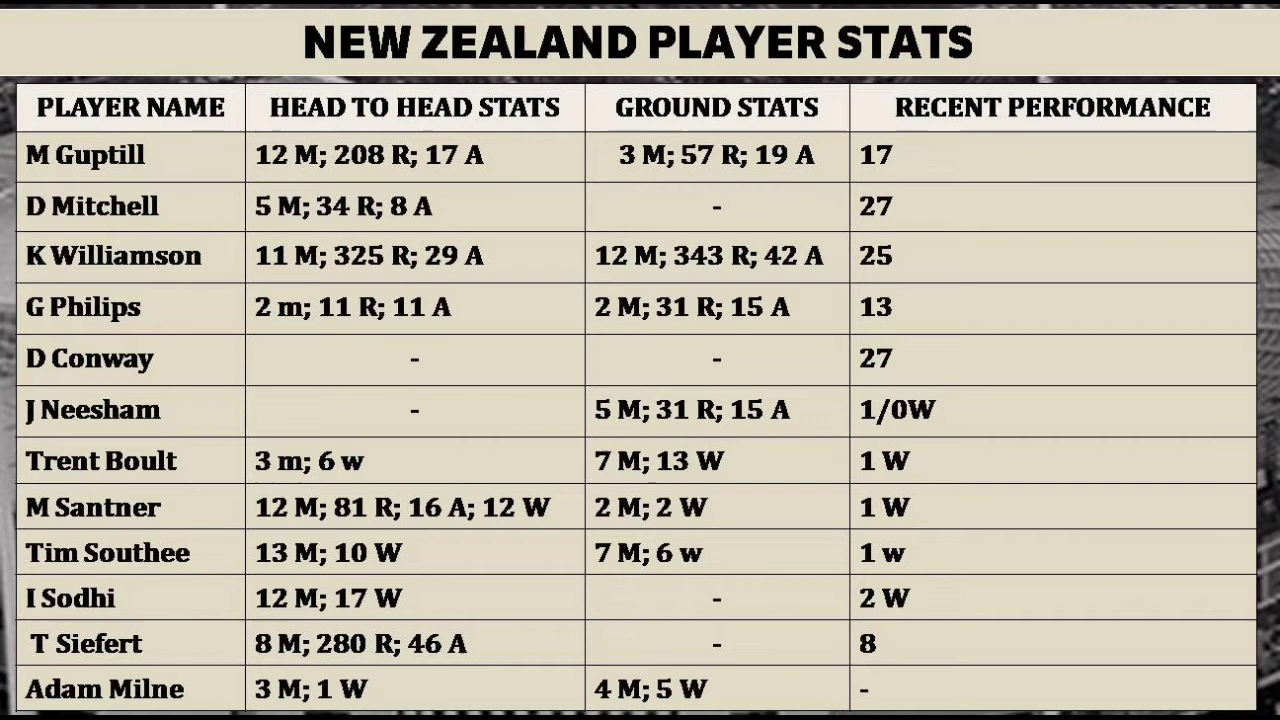 NEW ZEALAND PLAYER STATS
PLAYER NAME HEAD TO HEAD STATS GROUND STATS RECENT PERFORMANCE
M Guptill 12 M; 208 R; 17 A 3 M; 57 R; 19 A 17
D Mitchell 5 M; 34 R; 8 A - 27
K Williamson 11 M; 325 R; 29 A 12 M; 343 R; 42 A 25
G Philips 2 m; 11 R; 11 A 2 M; 31 R; 15 A 13
D Conway - - 27
J Neesham - 5 M; 31 R; 15 A 1/0W
Trent Boult 3 m; 6 w 7 M; 13 W 1 W
M Santner 12 M; 81 R; 16 A; 12 W 2 M; 2 W 1 W
Tim Southee 13 M; 10 W 7 M; 6 w 1 w
I Sodhi 12 M; 17 W - 2 W
T Siefert 8 M; 280 R; 46 A - 8
Adam Milne 3 M; 1 W 4 M; 5 W -